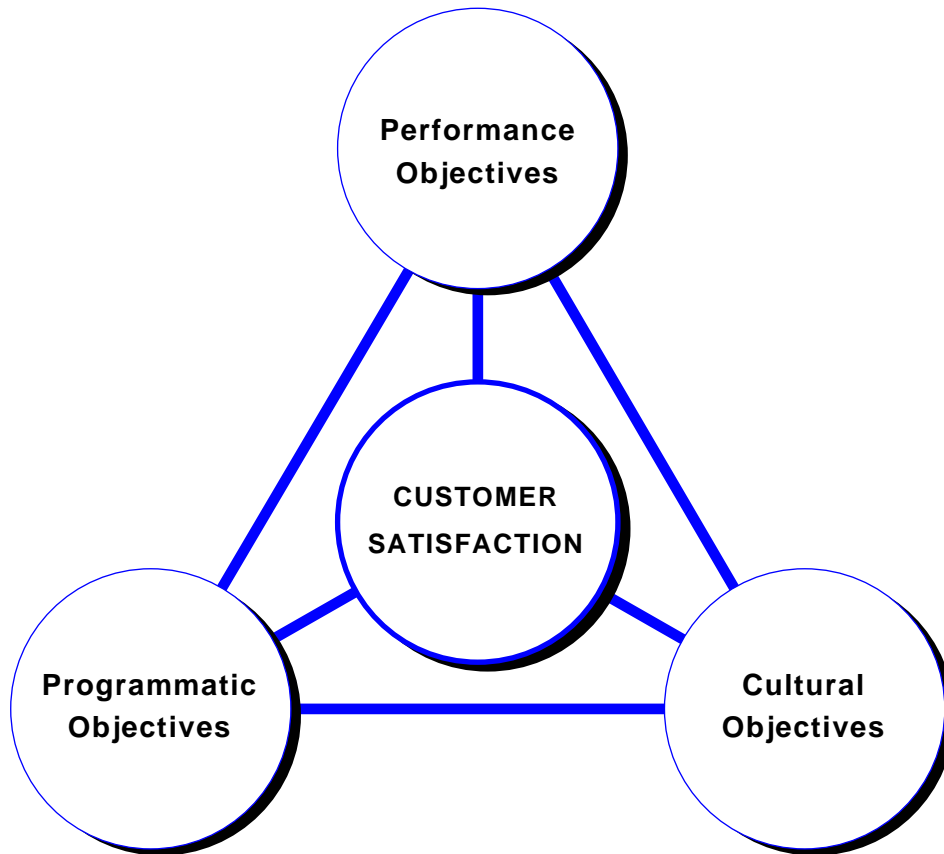 Performance
Objectives
CUSTOMER
SATISFACTION
Programmatic
Objectives
Cultural
Objectives